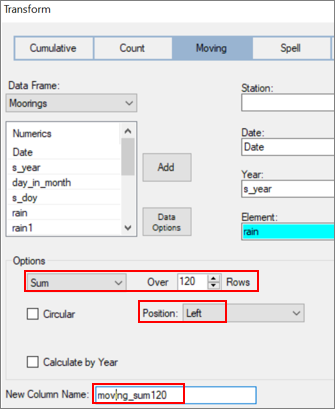 Transform
Cumulative
Count
Moving
Spell
Data Frame:
Moorings
Station:
Numerics
Date
s_year
day_in_month
s_doy
rain
rain1
Add
Data
Options
Date:
Date
Year:
s_year
Element:
rain
Options
Sum
Over
120
Rows
Circular
Position:
Left
Calculate by Year
New Column Name:
moving_sum120